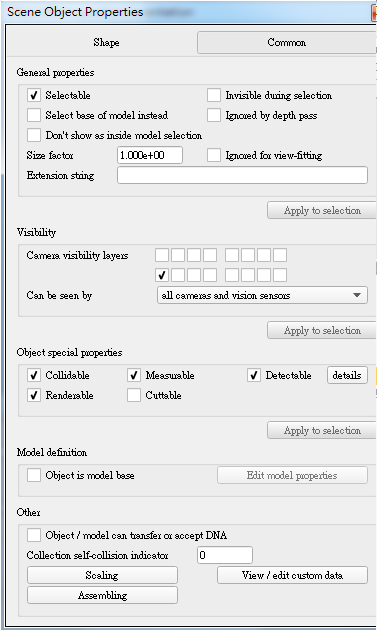 Scene Object Properties
Shape Common
General properties
Selectable Invisible during selection
Select base of model instead Ignored by depth pass
Don't show as inside model selection
Size factor 1.000e+00 Ignored for view-fitting
Extension string
Apply to selection
Visibility
Camera visibility layers
Can be seen by all cameras and vision sensors
Apply to selection
Object special properties
Collidable Measurable Detectable details
Renderable Cuttable
Apply to selection
Model definition
Object is model base Edit model properties
Other
Object / model can transfer or accept DNA
Collection self-collision indicator 0
Scaling View / edit custom data
Assembling